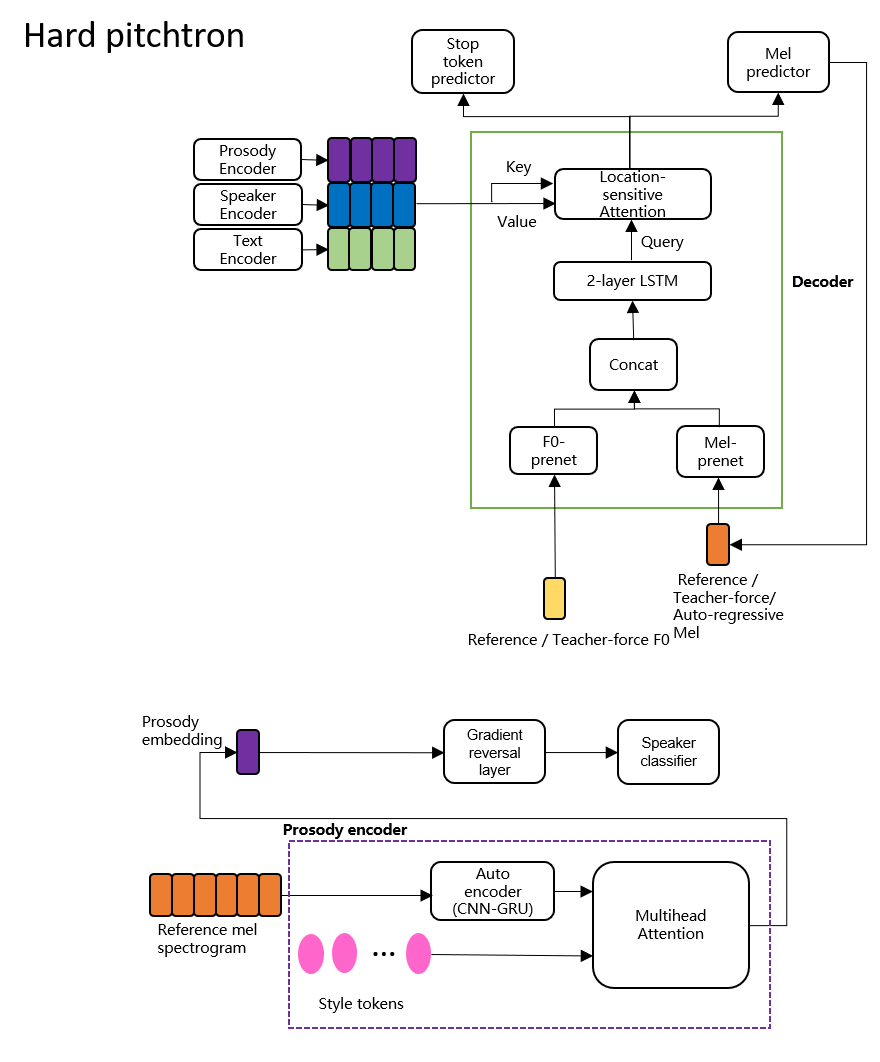 Hard pitchtron
Stop
token
predictor
Mel
predictor
Prosody
Encoder
Speaker
Encoder
Text
Encoder
Key
Value
Location-
sensitive
Attention
Query
2-layer LSTM
Decoder
Concat
F0-
prenet
Mel-
prenet
Reference / Teacher-force F0
Reference /
Teacher-force/
Auto-regressive
Mel
Prosody
embedding
Gradient
reversal
layer
Speaker
classifier
Prosody encoder
Auto
encoder
(CNN-GRU)
Multihead
Attention
Reference mel
spectrogram
...
Style tokens